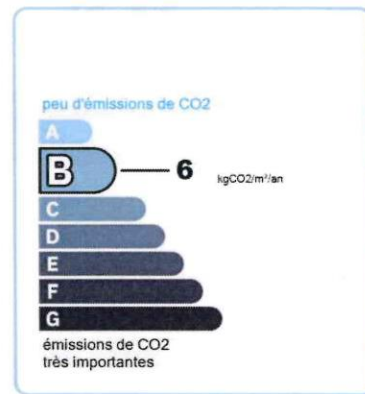 peu d'émissions de CO2
A
B 6 kgCO2/m²/an
C
D
E
F
G
émissions de CO2
très importantes